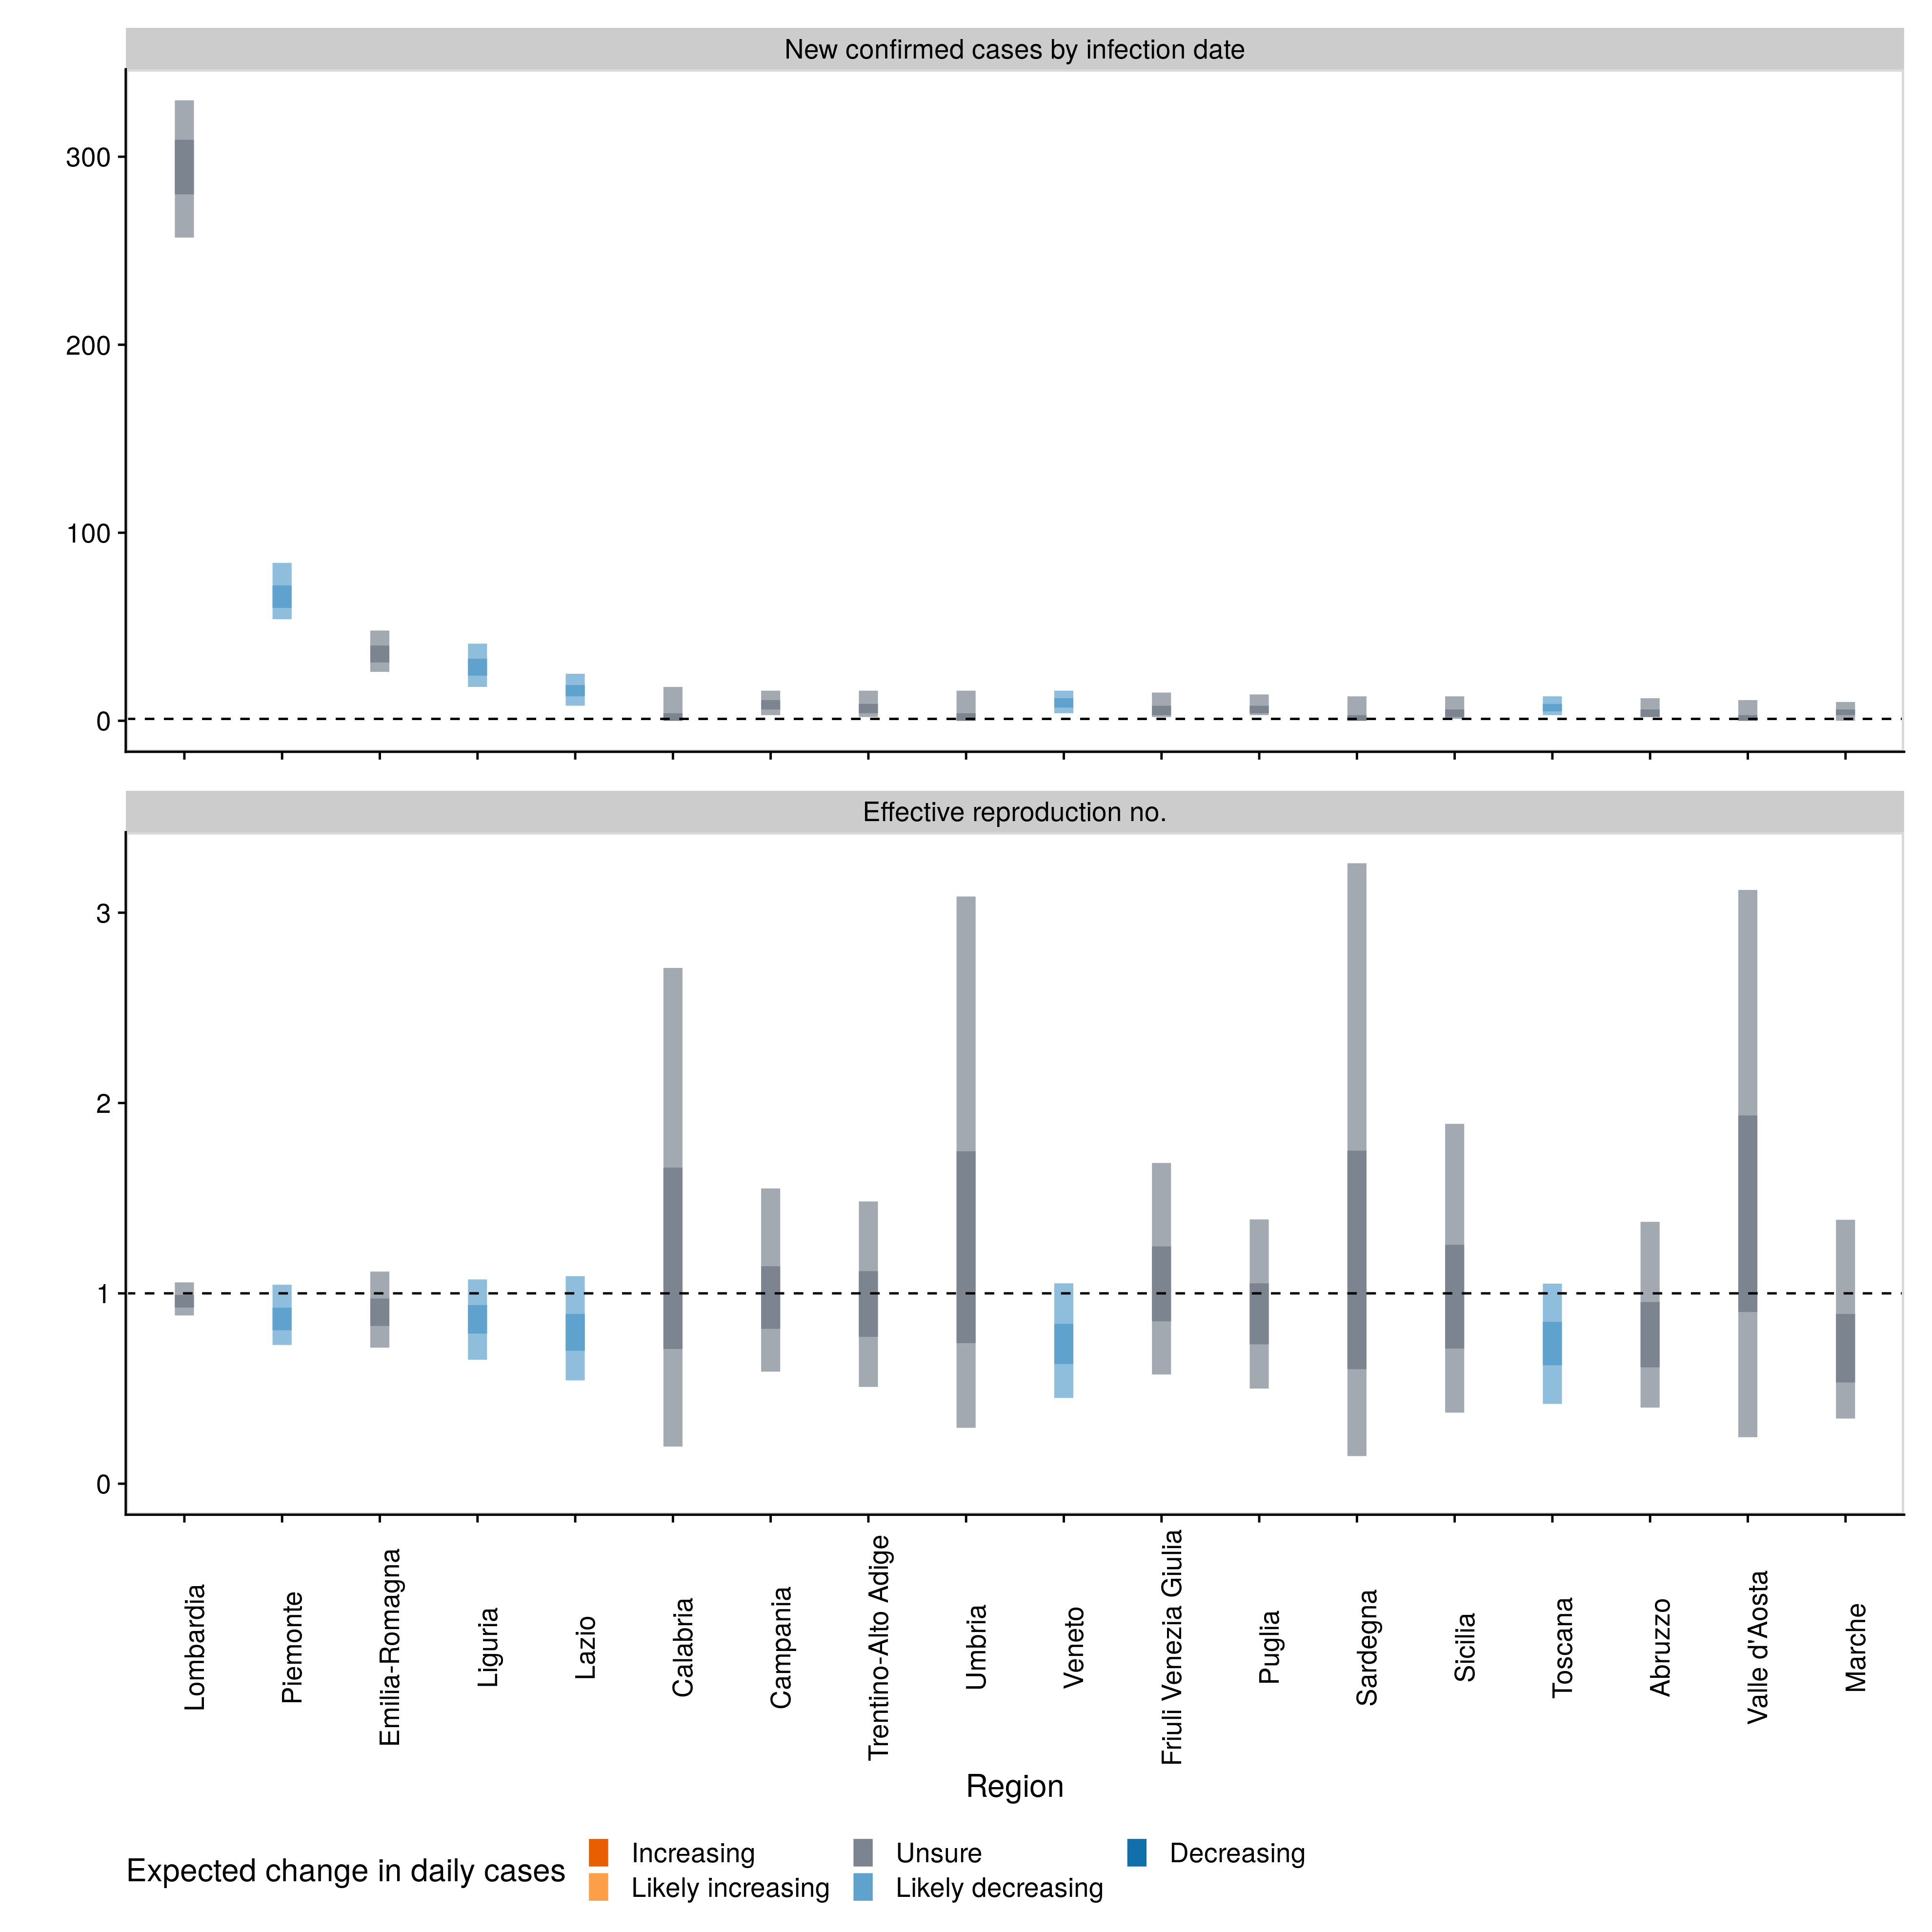 New confirmed cases by infection date
300
200
100
0
Effective reproduction no.
3
2
1
0
Lombardia
Piemonte
Emilia-Romagna
Liguria
Lazio
Calabria
Campania
Trentino-Alto Adige
Umbria
Veneto
Friuli Venezia Giulia
Puglia
Sardegna
Sicilia
Toscana
Abruzzo
Valle d'Aosta
Marche
Region
Expected change in daily cases
Increasing
Unsure
Decreasing
Likely increasing
Likely decreasing